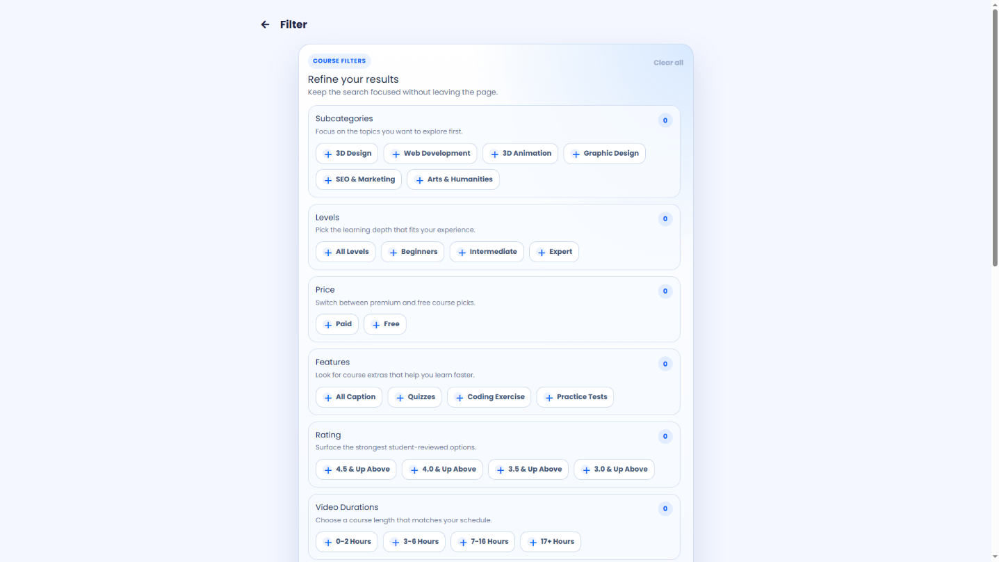 Filter
COURSE FILTERS
Clear all
Refine your results
Keep the search focused without leaving the page.
Subcategories
0
Focus on the topics you want to explore first.
3D Design
Web Development
3D Animation
Graphic Design
SEO & Marketing
Arts & Humanities
Levels
0
Pick the learning depth that fits your experience.
All Levels
Beginners
Intermediate
Expert
Price
0
Switch between premium and free course picks.
Paid
Free
Features
0
Look for course extras that help you learn faster.
All Caption
Quizzes
Coding Exercise
Practice Tests
Rating
0
Surface the strongest student-reviewed options.
4.5 & Up Above
4.0 & Up Above
3.5 & Up Above
3.0 & Up Above
Video Durations
0
Choose a course length that matches your schedule.
0-2 Hours
3-6 Hours
7-16 Hours
17+ Hours